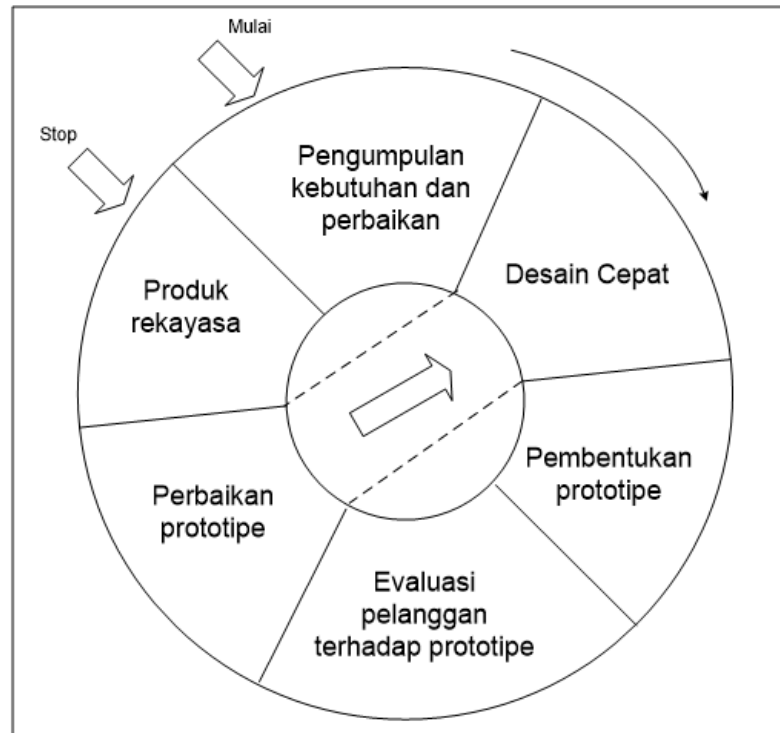 Mulai
Stop
Pengumpulan
kebutuhan dan
perbaikan
Desain Cepat
Pembentukan
prototipe
Evaluasi
pelanggan
terhadap prototipe
Perbaikan
prototipe
Produk
rekayasa